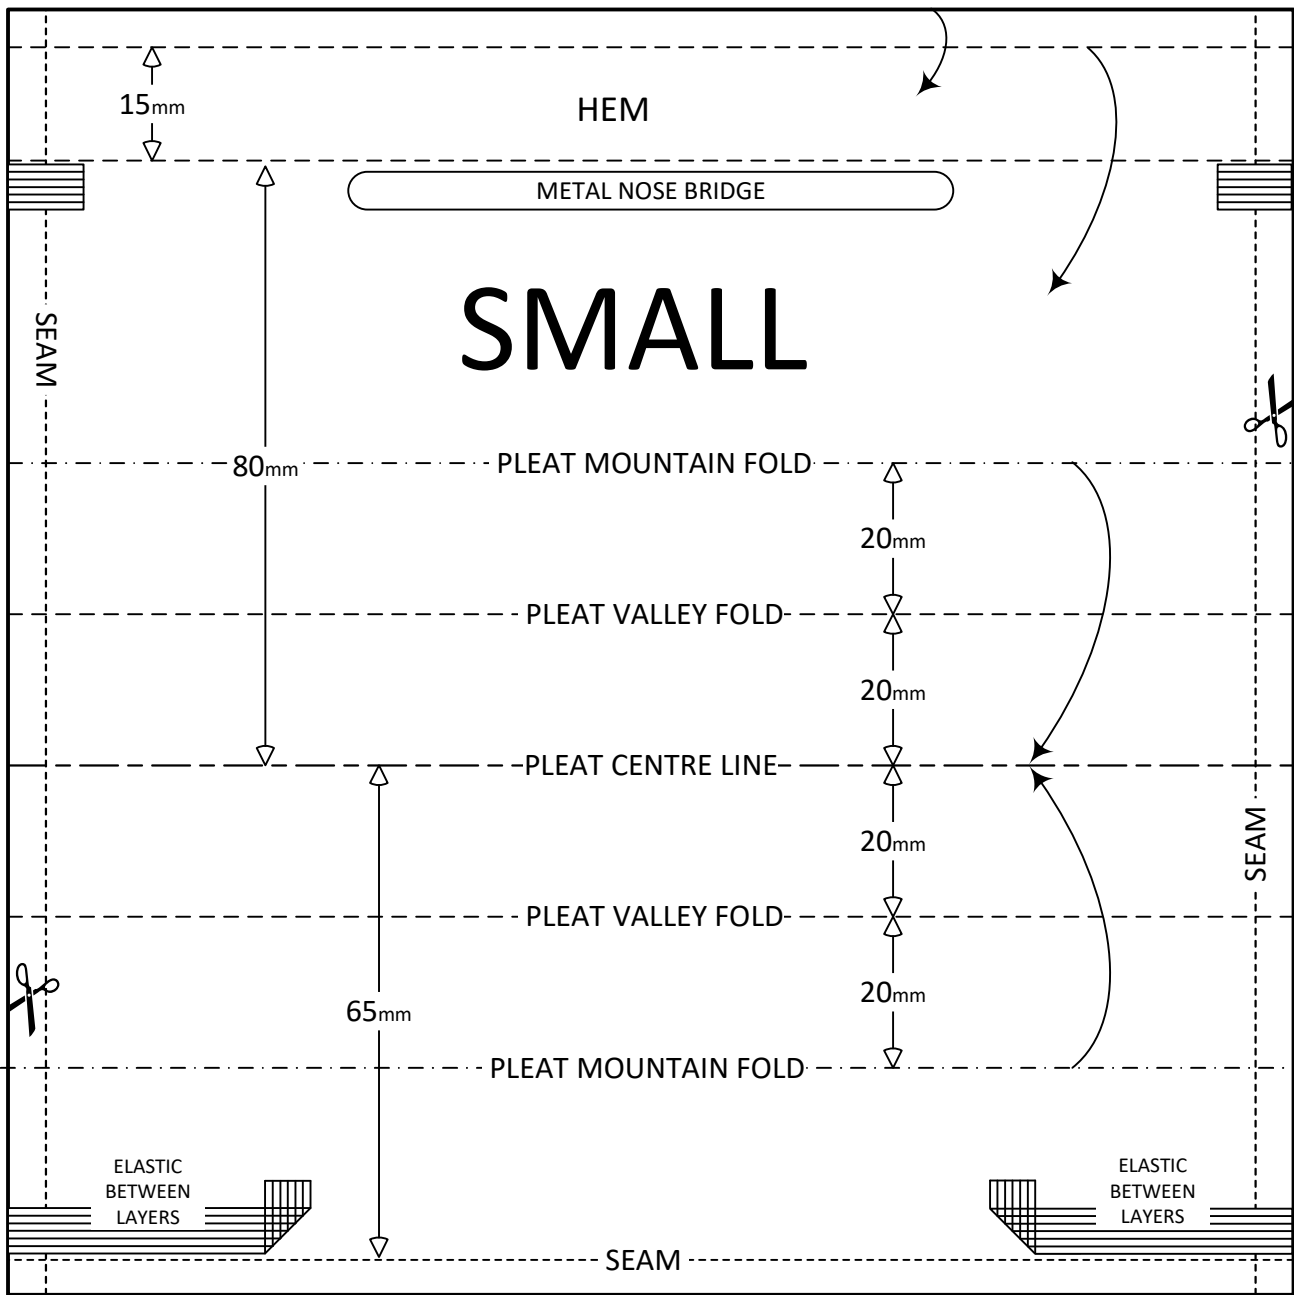 15mm
HEM
METAL NOSE BRIDGE
SMALL
SEAM
80mm
PLEAT MOUNTAIN FOLD
20mm
PLEAT VALLEY FOLD
20mm
PLEAT CENTRE LINE
SEAM
20mm
PLEAT VALLEY FOLD
20mm
65mm
PLEAT MOUNTAIN FOLD
ELASTIC
BETWEEN
LAYERS
ELASTIC
BETWEEN
LAYERS
SEAM